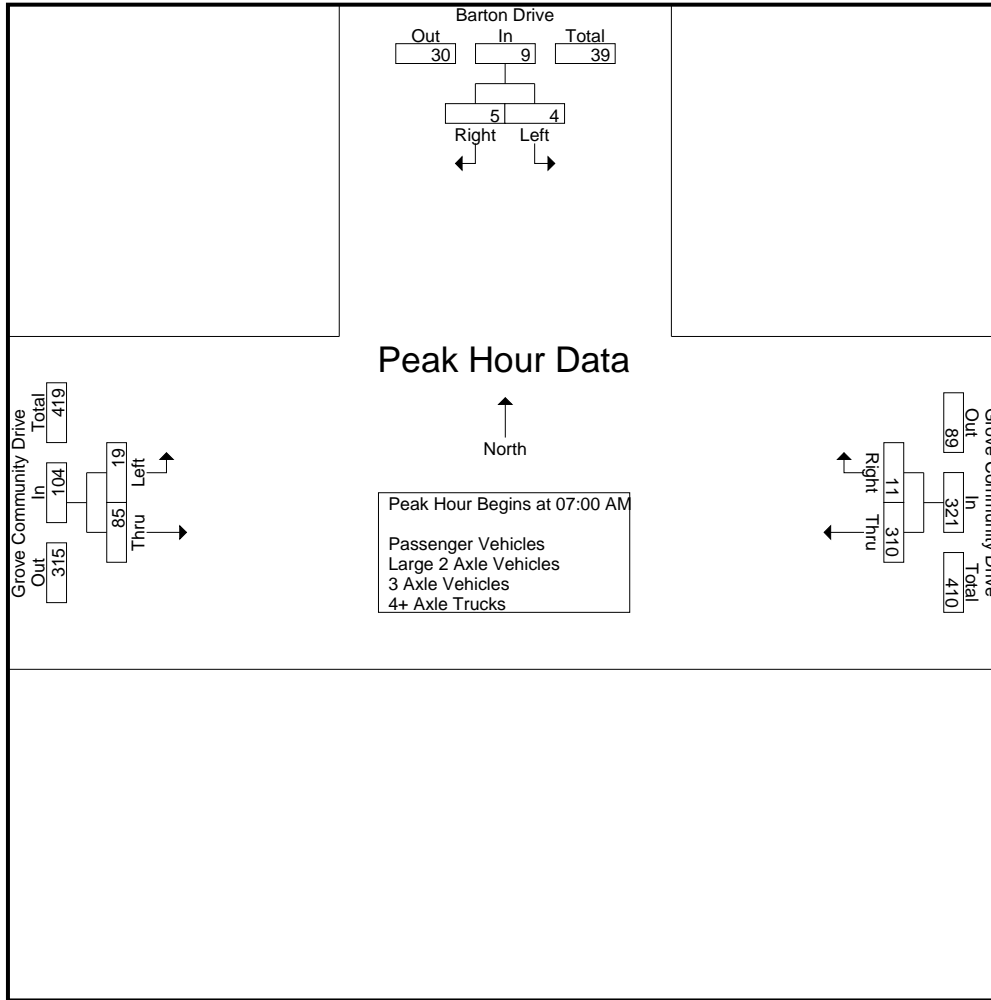 Barton Drive
Out In Total
30 9 39
5 4
Right Left
Peak Hour Data
North
Peak Hour Begins at 07:00 AM
Passenger Vehicles
Large 2 Axle Vehicles
3 Axle Vehicles
4+ Axle Trucks
Grove Community Drive
Out In Total
315 104 419
85 19
Thru Left
Grove Community Drive
Out In Total
89 321 410
11 310
Right Thru